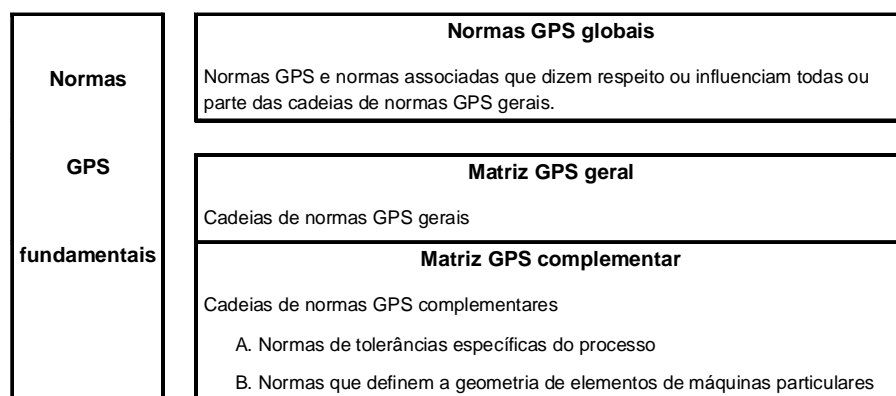 Normas
GPS
fundamentais
Normas GPS globais
Normas GPS e normas associadas que dizem respeito ou influenciam todas ou
parte das cadeias de normas GPS gerais.
Matriz GPS geral
Cadeias de normas GPS gerais
Matriz GPS complementar
Cadeias de normas GPS complementares
A. Normas de tolerâncias específicas do processo
B. Normas que definem a geometria de elementos de máquinas particulares